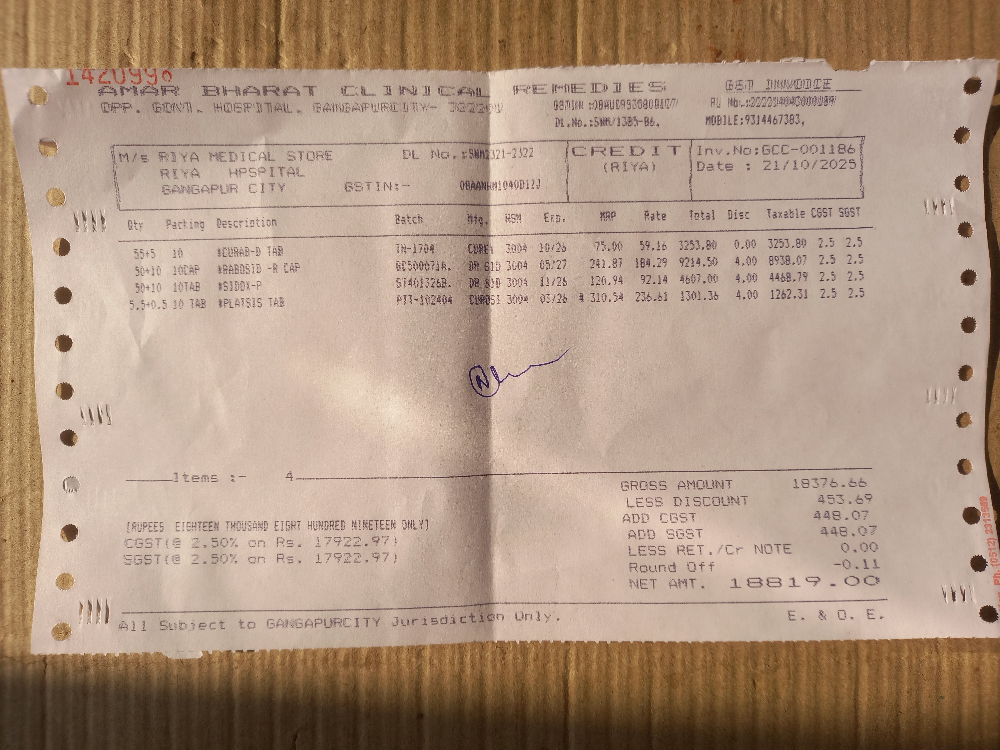 1420998
AMAR BHARAT CLINICAL REMEDIES GST INVOICE
OPP. GOVT. HOSPITAL, GANGAPURCITY- 322201
DL.No.:SWM/1385-86, MOBILE:9314467383,
M/s RIYA MEDICAL STORE DL No.: CREDIT Inv.No:GCC-001186
RIYA HPSPITAL (RIYA) Date : 21/10/2025
GANGAPUR CITY GSTIN:-
Qty Packing Description Batch Mfg. HSN Exp. MRP Rate Total Disc Taxable CGST SGST
55+5 10 *CURAB-D TAB TN-1704 3004 10/26 75.00 59.16 3253.80 0.00 3253.80 2.5 2.5
50+10 10CAP *RABOSID -R CAP 3004 05/27 241.87 184.29 9214.50 4.00 8938.07 2.5 2.5
50+10 10TAB *SIDOX-P 3004 11/26 120.94 92.14 4607.00 4.00 4468.79 2.5 2.5
5.5+0.5 10 TAB *PLATSIS TAB 3004 03/26 * 310.54 236.61 1301.36 4.00 1262.31 2.5 2.5
Items :- 4
GROSS AMOUNT 18376.66
LESS DISCOUNT 453.69
ADD CGST 448.07
ADD SGST 448.07
LESS RET./Cr NOTE 0.00
Round Off -0.11
NET AMT. 18819.00
[RUPEES EIGHTEEN THOUSAND EIGHT HUNDRED NINETEEN ONLY]
CGST(@ 2.50% on Rs. 17922.97)
SGST(@ 2.50% on Rs. 17922.97)
All Subject to GANGAPURCITY Jurisdiction Only. E. & O. E.